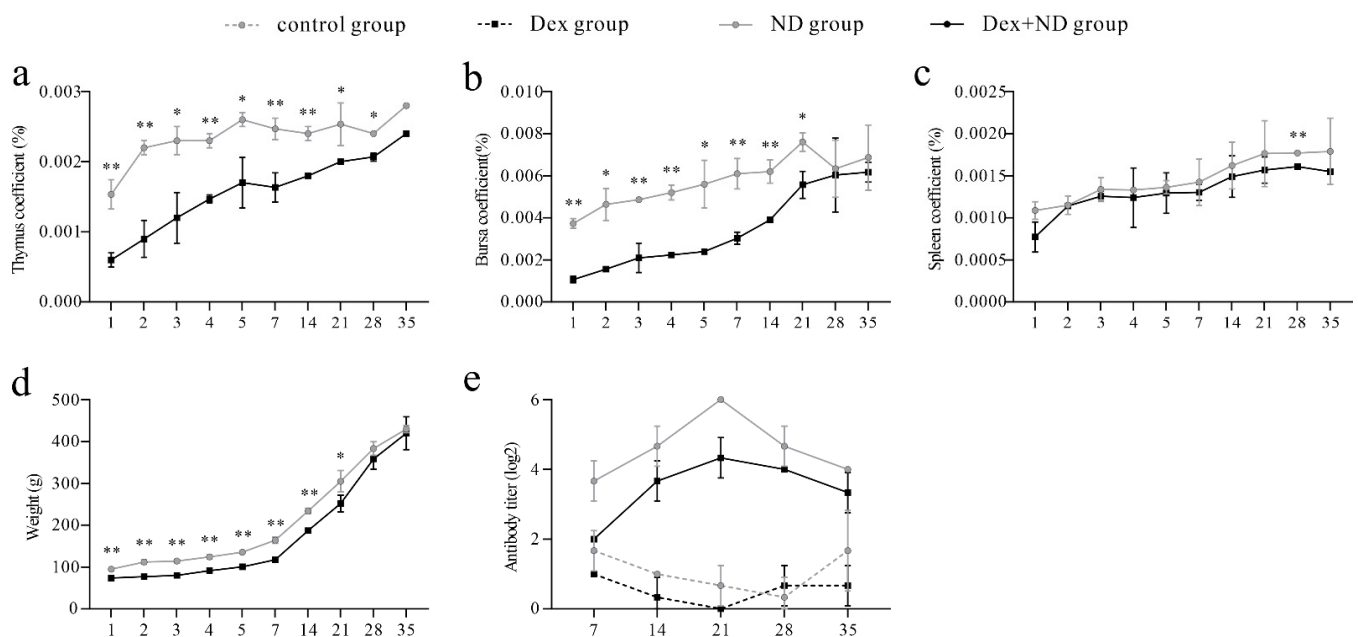 control group Dex group ND group Dex+ND group
a
Thymus coefficient (%)
0.003
0.002
0.001
0.000
** ** * ** * ** ** * *
1 2 3 4 5 7 14 21 28 35
b
Bursa coefficient(%)
0.010
0.008
0.006
0.004
0.002
0.000
** * ** ** * ** ** *
1 2 3 4 5 7 14 21 28 35
c
Spleen coefficient (%)
0.0025
0.0020
0.0015
0.0010
0.0005
0.0000
**
1 2 3 4 5 7 14 21 28 35
d
Weight (g)
500
400
300
200
100
0
** ** ** ** ** ** ** *
1 2 3 4 5 7 14 21 28 35
e
Antibody titer (log2)
6
4
2
0
7 14 21 28 35